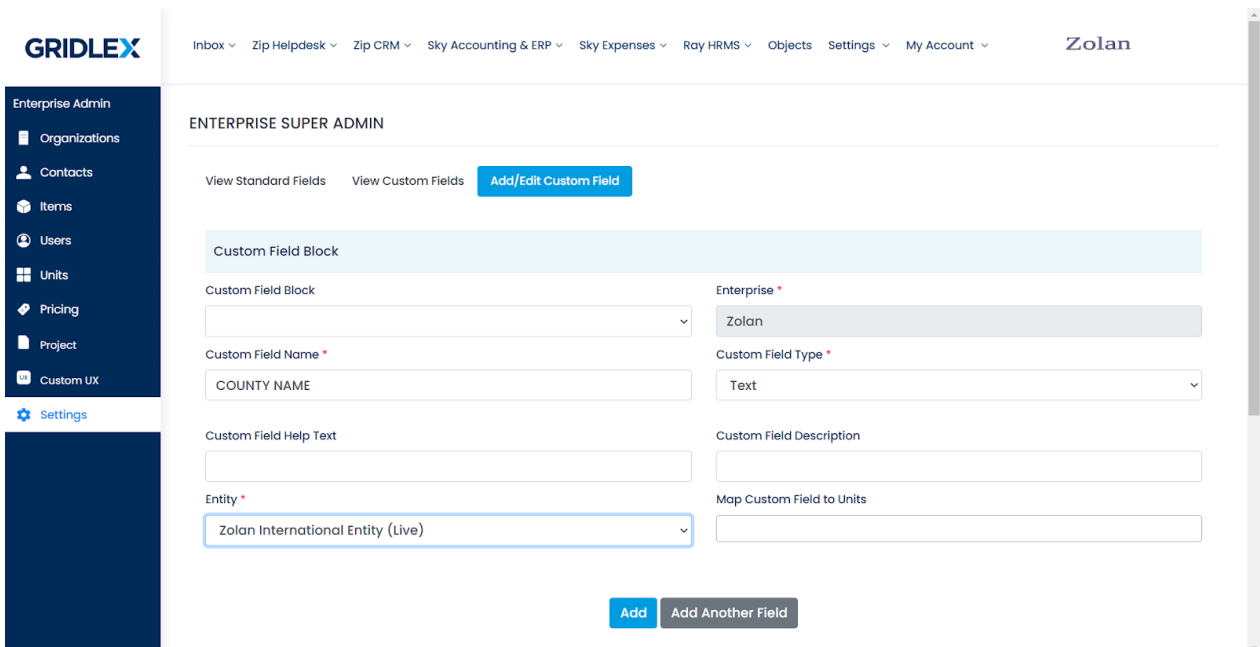 GRIDLEX
Inbox Zip Helpdesk Zip CRM Sky Accounting & ERP Sky Expenses Ray HRMS Objects Settings My Account Zolan
Enterprise Admin
Organizations
Contacts
Items
Users
Units
Pricing
Project
UX Custom UX
Settings
ENTERPRISE SUPER ADMIN
View Standard Fields View Custom Fields Add/Edit Custom Field
Custom Field Block
Custom Field Block Enterprise *
Zolan
Custom Field Name * Custom Field Type *
COUNTY NAME Text
Custom Field Help Text Custom Field Description
Entity * Map Custom Field to Units
Zolan International Entity (Live)
Add Add Another Field